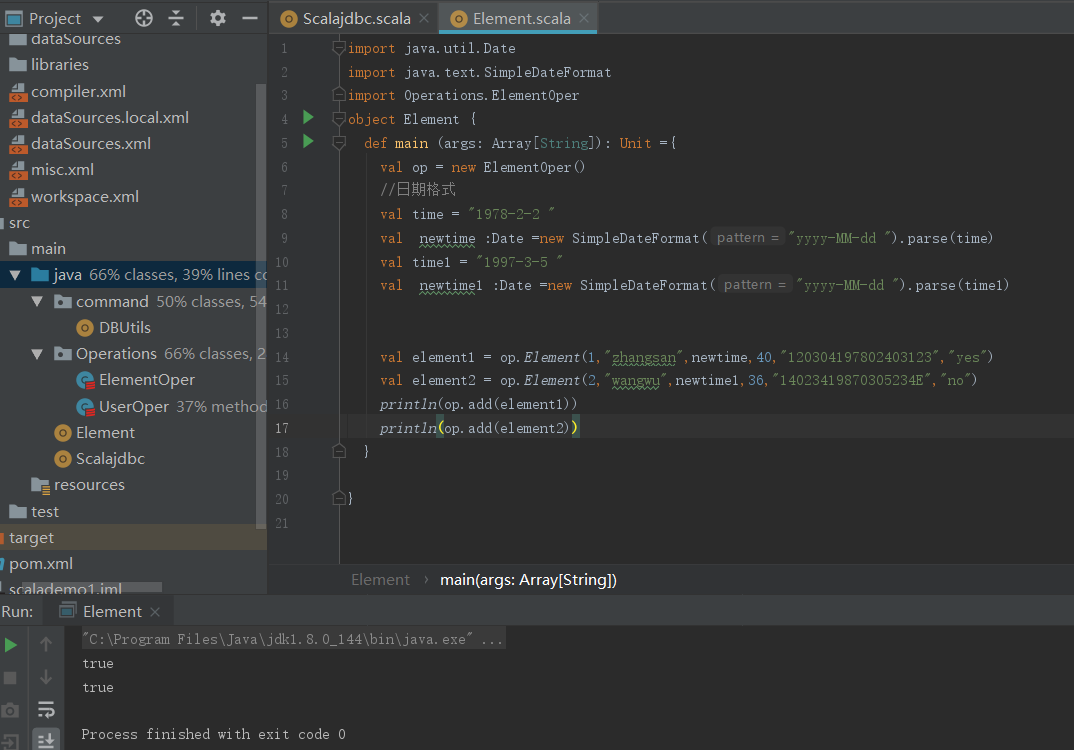 Project
Scalajdbc.scala
Element.scala
dataSources
libraries
compiler.xml
dataSources.local.xml
dataSources.xml
misc.xml
workspace.xml
src
main
java 66% classes, 39% lines co
command 50% classes, 54
DBUtils
Operations 66% classes, 2
ElementOper
UserOper 37% method
Element
Scalajdbc
resources
test
target
pom.xml
scalademo1.iml
1 import java.util.Date
2 import java.text.SimpleDateFormat
3 import Operations.ElementOper
4 object Element {
5 def main (args: Array[String]): Unit ={
6 val op = new ElementOper()
7 //日期格式
8 val time = "1978-2-2 "
9 val newtime :Date =new SimpleDateFormat( pattern = "yyyy-MM-dd ").parse(time)
10 val time1 = "1997-3-5 "
11 val newtime1 :Date =new SimpleDateFormat( pattern = "yyyy-MM-dd ").parse(time1)
12
13
14 val element1 = op.Element(1,"zhangsan",newtime,40,"120304197802403123","yes")
15 val element2 = op.Element(2,"wangwu",newtime1,36,"14023419870305234E","no")
16 println(op.add(element1))
17 println(op.add(element2))
18 }
19
20 }
21
Element › main(args: Array[String])
Run: Element
"C:\Program Files\Java\jdk1.8.0_144\bin\java.exe" ...
true
true
Process finished with exit code 0